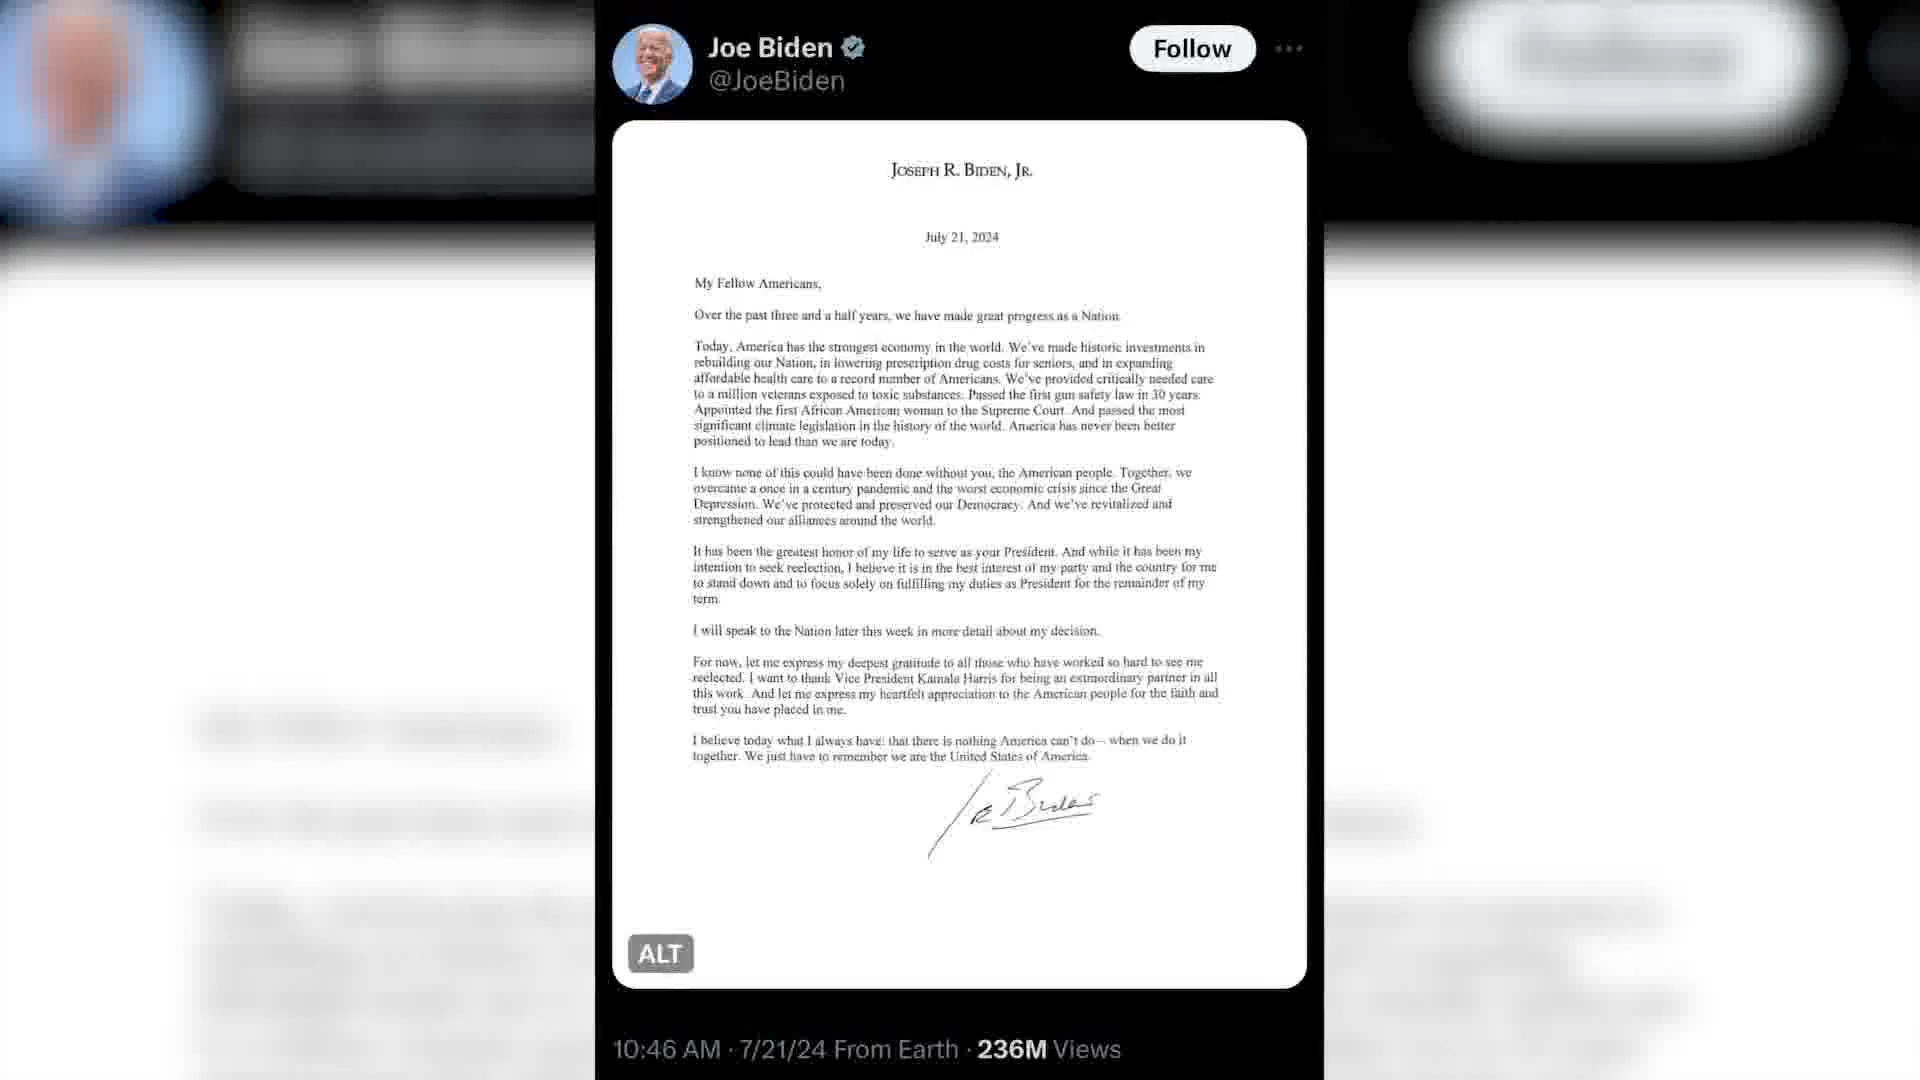 Joe Biden
@JoeBiden
Follow
JOSEPH R. BIDEN, JR.
July 21, 2024
My Fellow Americans,
Over the past three and a half years, we have made great progress as a Nation.
Today, America has the strongest economy in the world. We've made historic investments in
rebuilding our Nation, in lowering prescription drug costs for seniors, and in expanding
affordable health care to a record number of Americans. We've provided critically needed care
to a million veterans exposed to toxic substances. Passed the first gun safety law in 30 years.
Appointed the first African American woman to the Supreme Court. And passed the most
significant climate legislation in the history of the world. America has never been better
positioned to lead than we are today.
I know none of this could have been done without you, the American people. Together, we
overcame a once in a century pandemic and the worst economic crisis since the Great
Depression. We've protected and preserved our Democracy. And we've revitalized and
strengthened our alliances around the world.
It has been the greatest honor of my life to serve as your President. And while it has been my
intention to seek reelection, I believe it is in the best interest of my party and the country for me
to stand down and to focus solely on fulfilling my duties as President for the remainder of my
term.
I will speak to the Nation later this week in more detail about my decision.
For now, let me express my deepest gratitude to all those who have worked so hard to see me
reelected. I want to thank Vice President Kamala Harris for being an extraordinary partner in all
this work. And let me express my heartfelt appreciation to the American people for the faith and
trust you have placed in me.
I believe today what I always have: that there is nothing America can't do – when we do it
together. We just have to remember we are the United States of America.
Joe Biden
ALT
10:46 AM · 7/21/24 From Earth · 236M Views